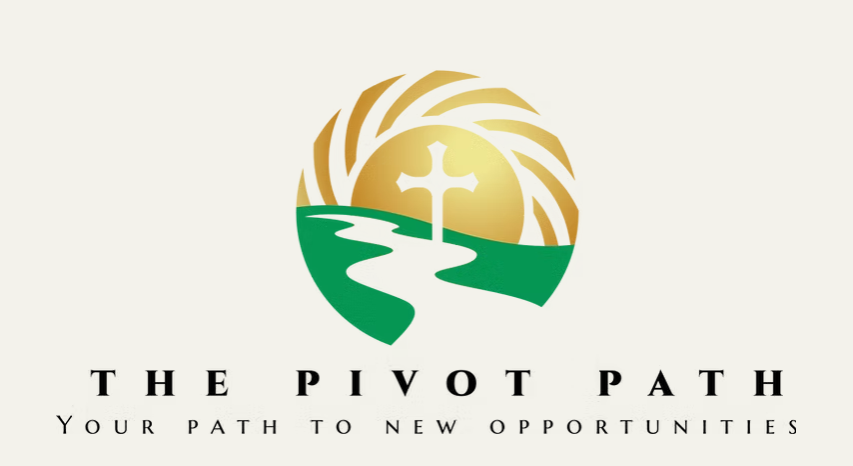 THE PIVOT PATH
YOUR PATH TO NEW OPPORTUNITIES